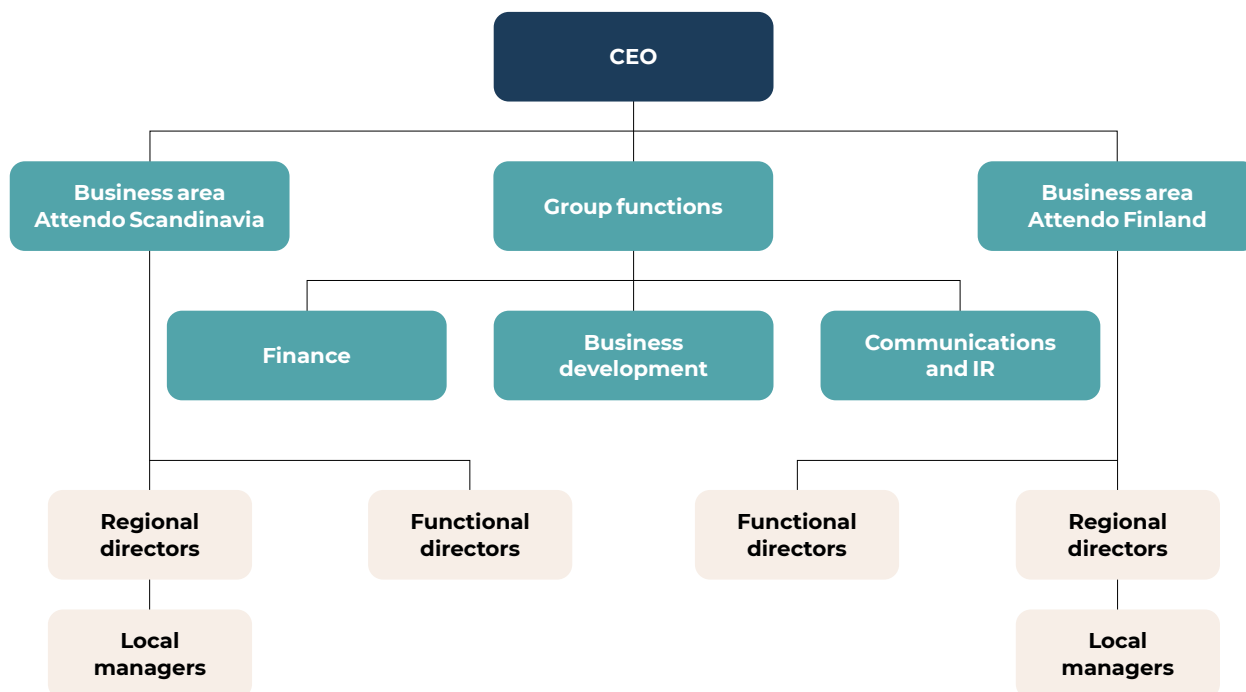 CEO
Business area
Attendo Scandinavia
Group functions
Business area
Attendo Finland
Finance
Business
development
Communications
and IR
Regional
directors
Functional
directors
Functional
directors
Regional
directors
Local
managers
Local
managers